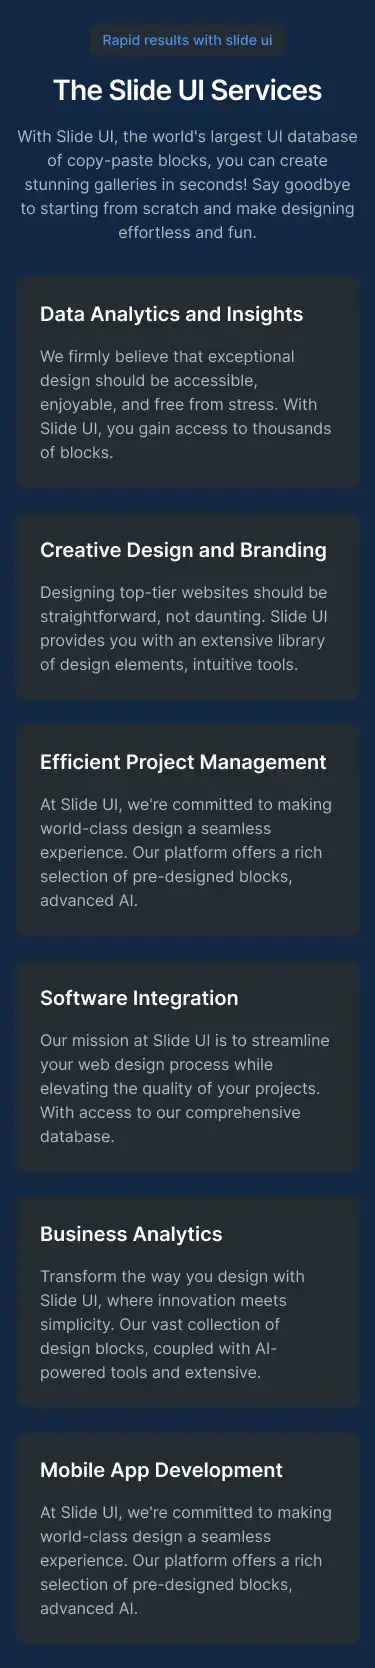 Rapid results with slide ui
The Slide UI Services
With Slide UI, the world's largest UI database
of copy-paste blocks, you can create
stunning galleries in seconds! Say goodbye
to starting from scratch and make designing
effortless and fun.
Data Analytics and Insights
We firmly believe that exceptional
design should be accessible,
enjoyable, and free from stress. With
Slide UI, you gain access to thousands
of blocks.
Creative Design and Branding
Designing top-tier websites should be
straightforward, not daunting. Slide UI
provides you with an extensive library
of design elements, intuitive tools.
Efficient Project Management
At Slide UI, we're committed to making
world-class design a seamless
experience. Our platform offers a rich
selection of pre-designed blocks,
advanced AI.
Software Integration
Our mission at Slide UI is to streamline
your web design process while
elevating the quality of your projects.
With access to our comprehensive
database.
Business Analytics
Transform the way you design with
Slide UI, where innovation meets
simplicity. Our vast collection of
design blocks, coupled with AI-
powered tools and extensive.
Mobile App Development
At Slide UI, we're committed to making
world-class design a seamless
experience. Our platform offers a rich
selection of pre-designed blocks,
advanced AI.